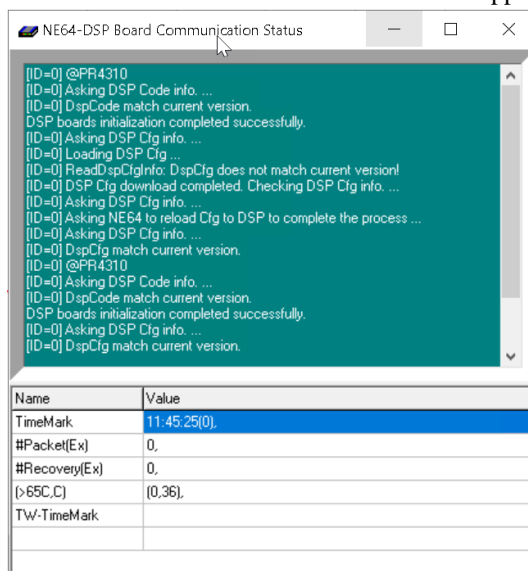 NE64-DSP Board Communication Status
[ID=0] @PR4310
[ID=0] Asking DSP Code info. ...
[ID=0] DspCode match current version.
DSP boards initialization completed successfully.
[ID=0] Asking DSP Cfg info. ...
[ID=0] Loading DSP Cfg ...
[ID=0] ReadDspCfgInfo: DspCfg does not match current version!
[ID=0] DSP Cfg download completed. Checking DSP Cfg info. ...
[ID=0] Asking DSP Cfg info. ...
[ID=0] Asking NE64 to reload Cfg to DSP to complete the process ...
[ID=0] Asking DSP Cfg info. ...
[ID=0] DspCfg match current version.
[ID=0] @PR4310
[ID=0] Asking DSP Code info. ...
[ID=0] DspCode match current version.
DSP boards initialization completed successfully.
[ID=0] Asking DSP Cfg info. ...
[ID=0] DspCfg match current version.
Name Value
TimeMark 11:45:25(0),
#Packet(Ex) 0,
#Recovery(Ex) 0,
(>65C,C) (0,36),
TW-TimeMark